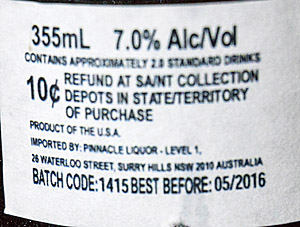 355mL 7.0% Alc/Vol
CONTAINS APPROXIMATELY 2.0 STANDARD DRINKS
10¢ REFUND AT SA/NT COLLECTION
DEPOTS IN STATE/TERRITORY
OF PURCHASE
PRODUCT OF THE U.S.A.
IMPORTED BY: PINNACLE LIQUOR - LEVEL 1,
26 WATERLOO STREET, SURRY HILLS NSW 2010 AUSTRALIA
BATCH CODE:1415 BEST BEFORE: 05/2016